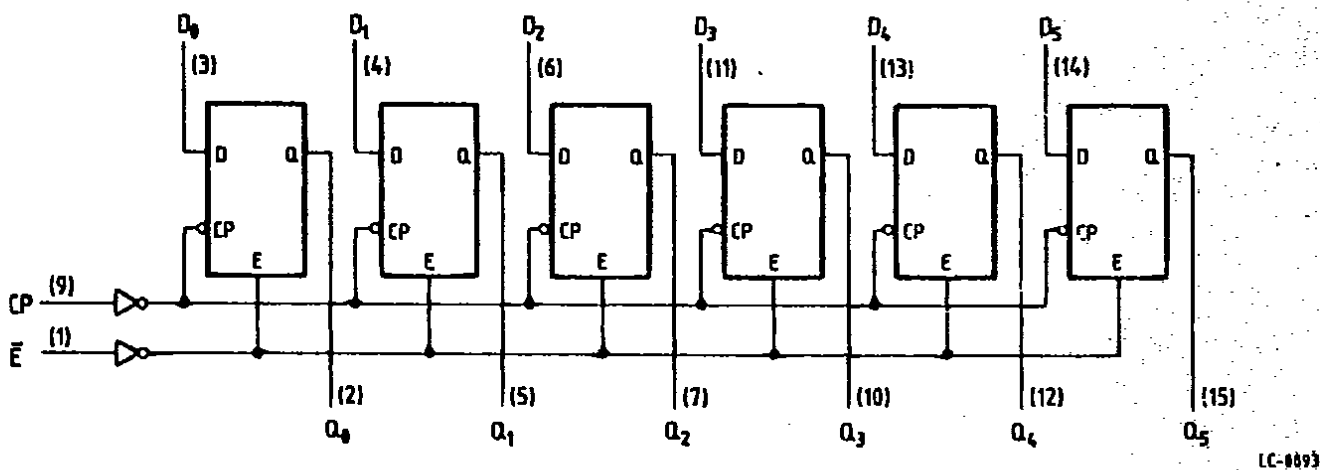 D0 D1 D2 D3 D4 D5
(3) (4) (6) (11) (13) (14)
D Q D Q D Q D Q D Q D Q
CP CP CP CP CP CP
E E E E E E
CP (9)
Ē (1)
(2) (5) (7) (10) (12) (15)
Q0 Q1 Q2 Q3 Q4 Q5
LC-0893